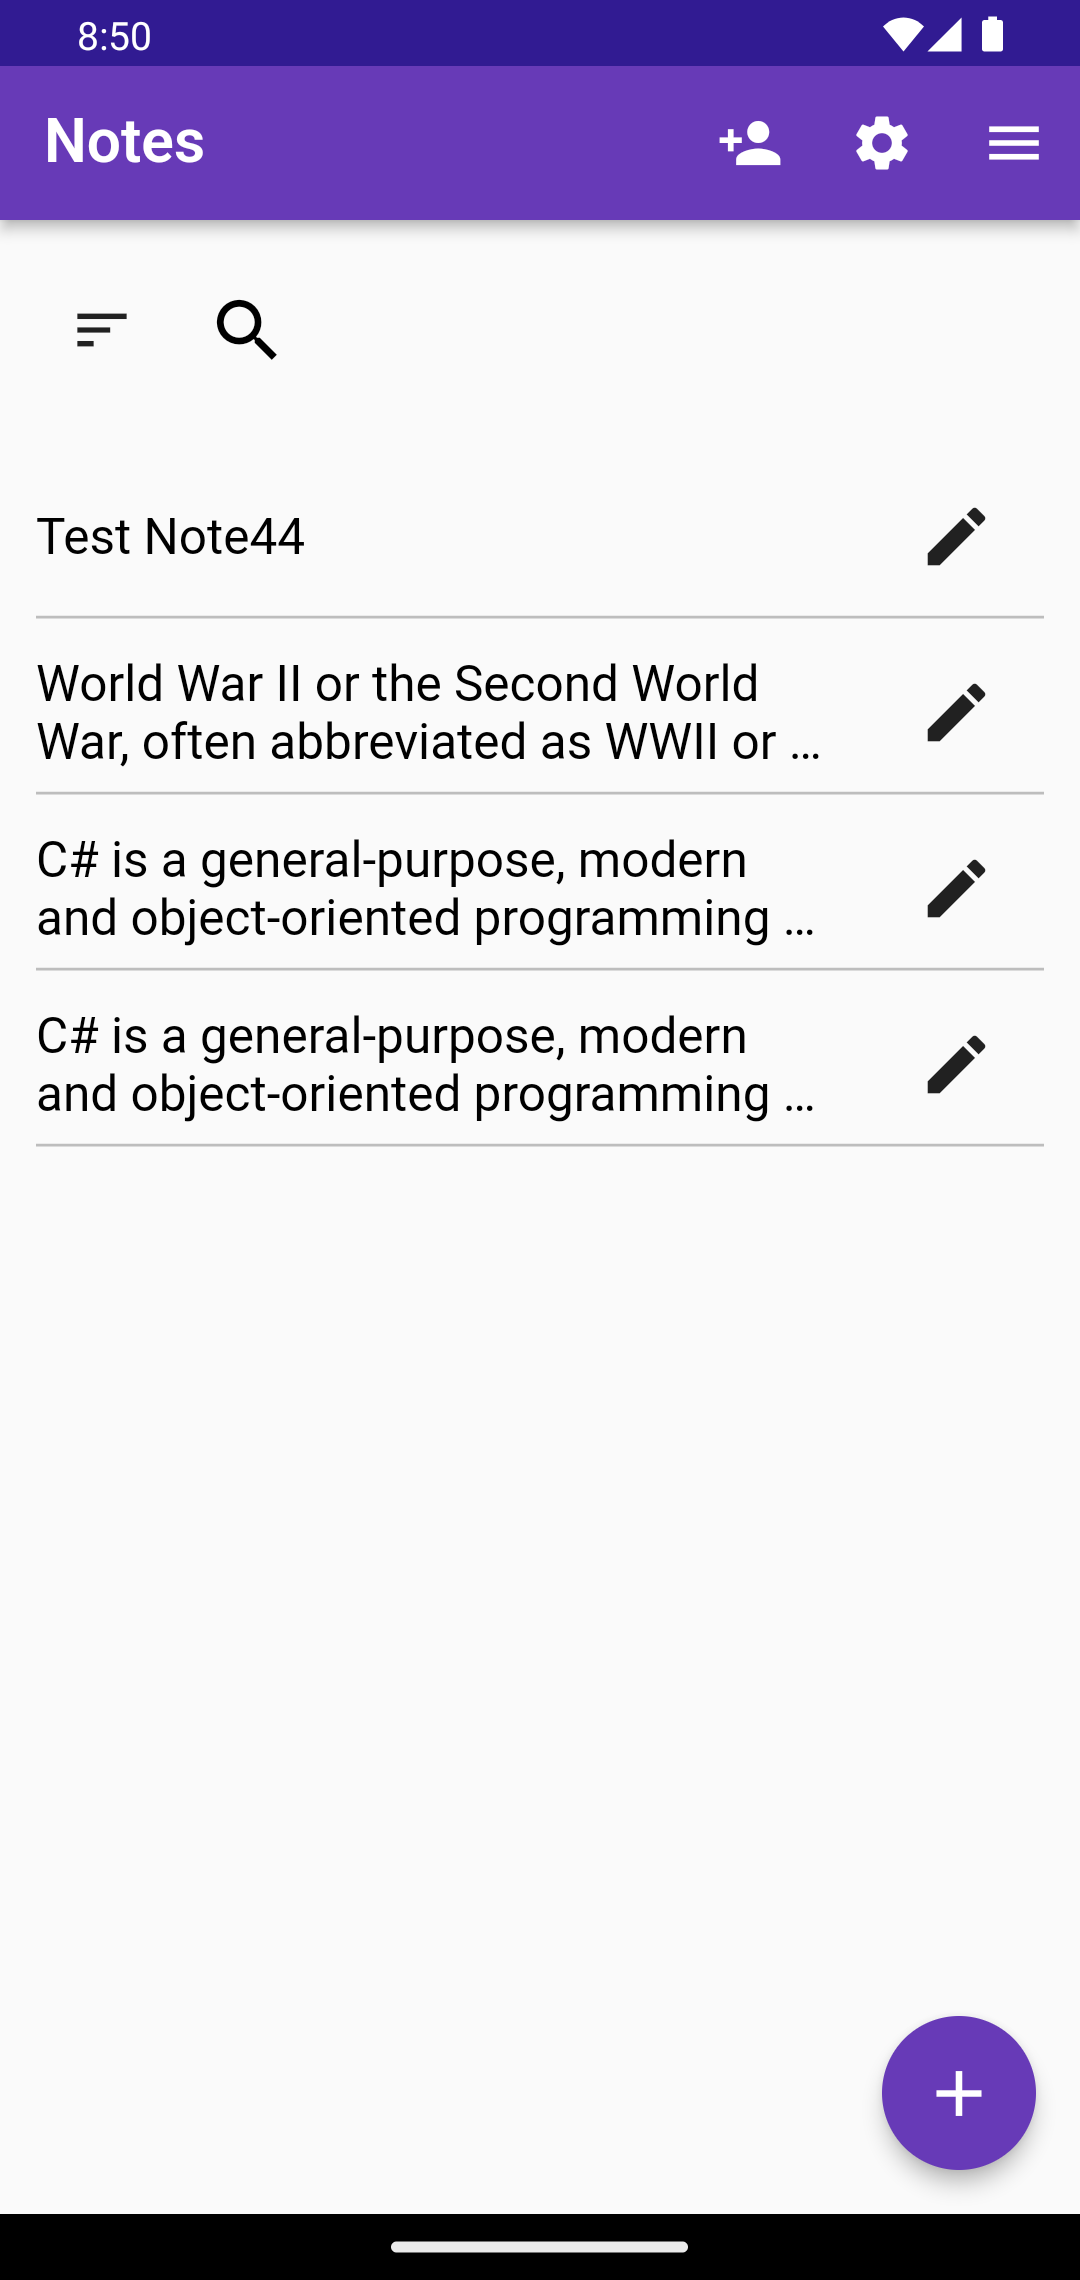 8:50
Notes
Test Note44
World War II or the Second World
War, often abbreviated as WWII or ...
C# is a general-purpose, modern
and object-oriented programming ...
C# is a general-purpose, modern
and object-oriented programming ...